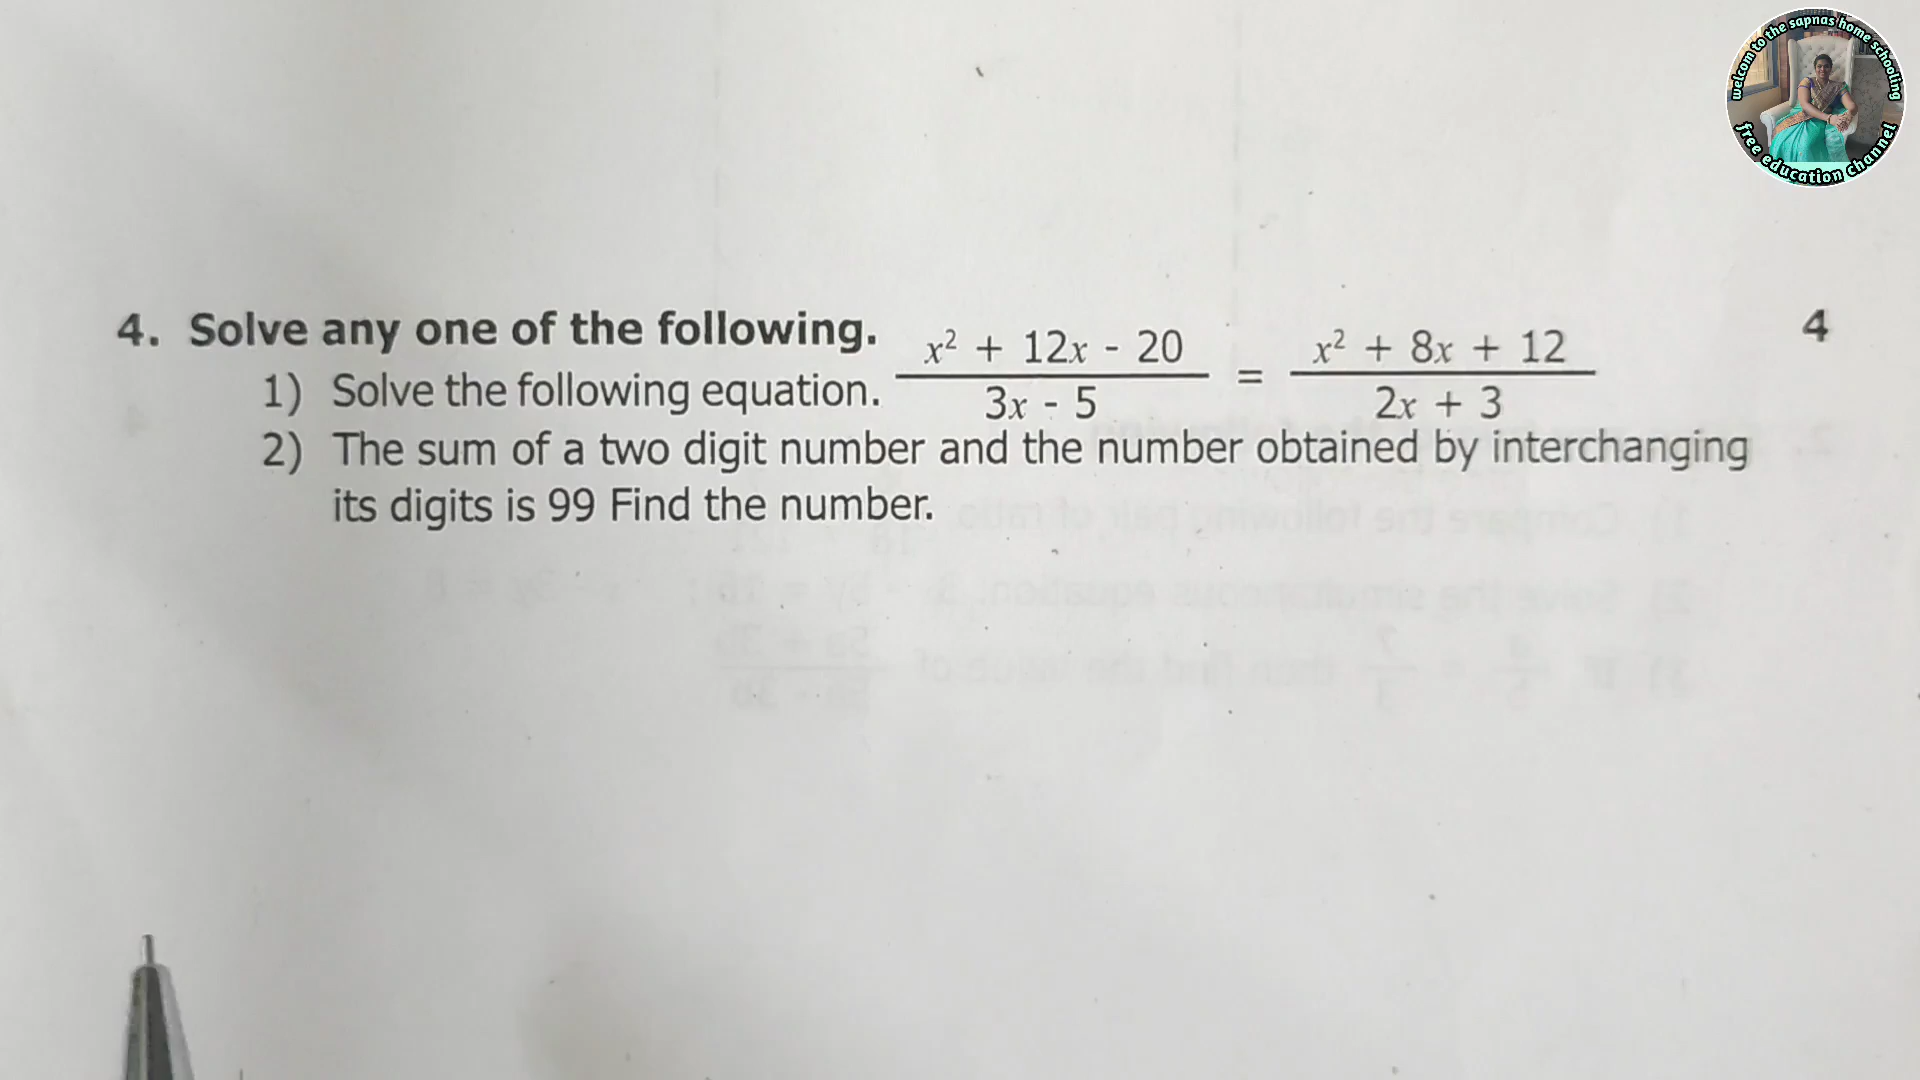 welcom to the sapnas home schooling
free education channel
4. Solve any one of the following. 4
1) Solve the following equation. x² + 12x - 20 / 3x - 5 = x² + 8x + 12 / 2x + 3
2) The sum of a two digit number and the number obtained by interchanging
its digits is 99 Find the number.